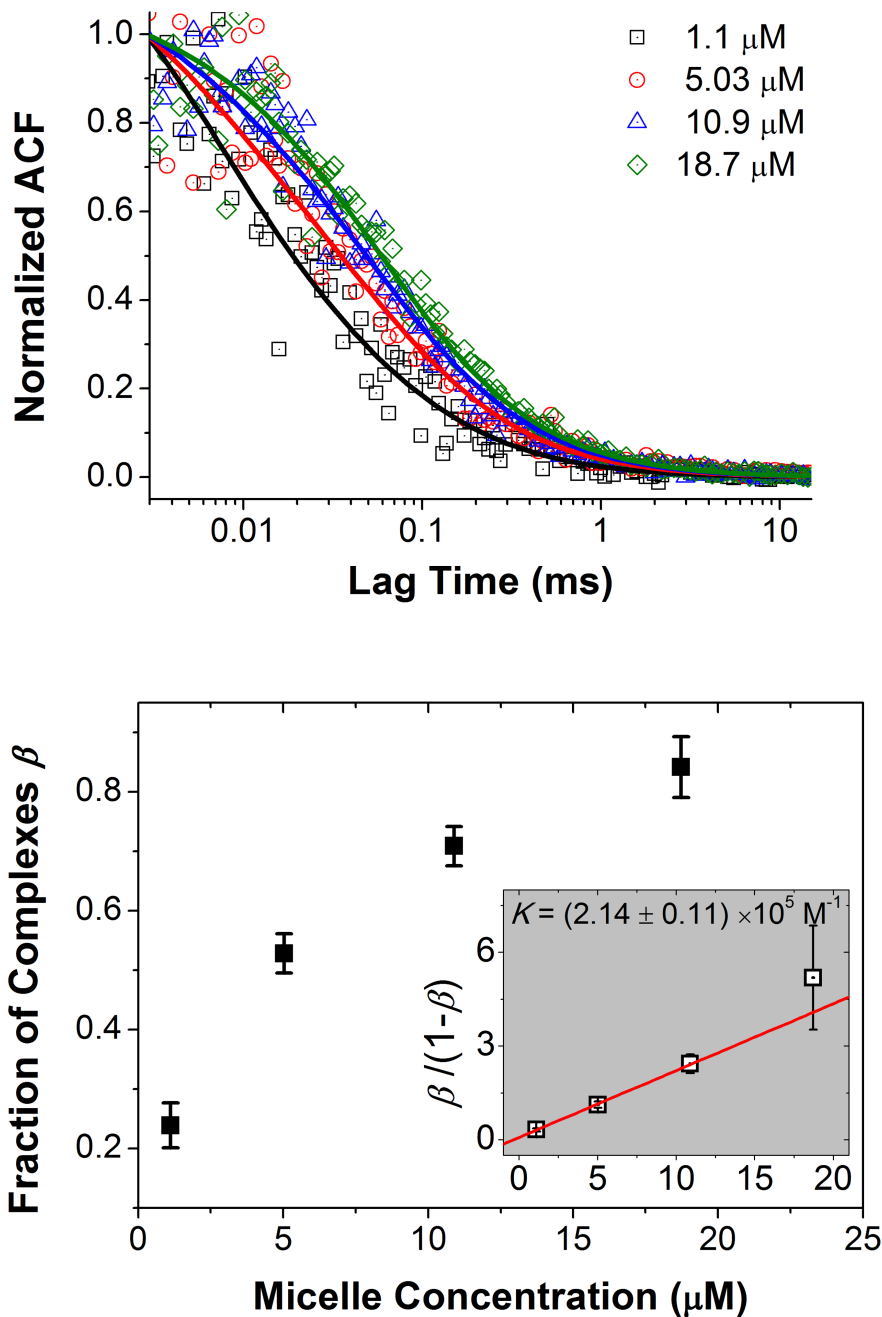 1.0
0.8
0.6
0.4
0.2
0.0
Normalized ACF
1.1 μM
5.03 μM
10.9 μM
18.7 μM
0.01 0.1 1 10
Lag Time (ms)
0.8
0.6
0.4
0.2
Fraction of Complexes β
K = (2.14 ± 0.11) ×10⁵ M⁻¹
6
3
0
β /(1-β)
0 5 10 15 20
0 5 10 15 20 25
Micelle Concentration (μM)